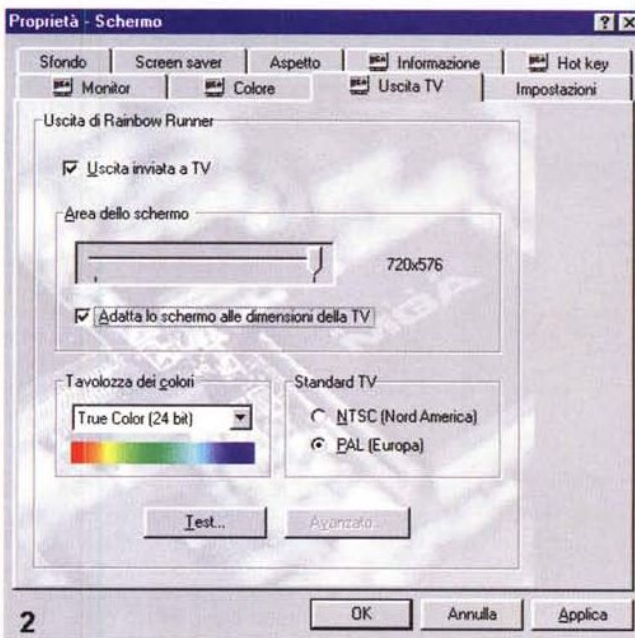 Proprietà - Schermo
Sfondo Screen saver Aspetto Informazione Hot key
Monitor Colore Uscita TV Impostazioni
Uscita di Rainbow Runner
Uscita inviata a TV
Area dello schermo
720x576
Adatta lo schermo alle dimensioni della TV
MGA
Tavolozza dei colori Standard TV
True Color (24 bit)
NTSC (Nord America)
PAL (Europa)
Test... Avanzato...
OK Annulla Applica
2